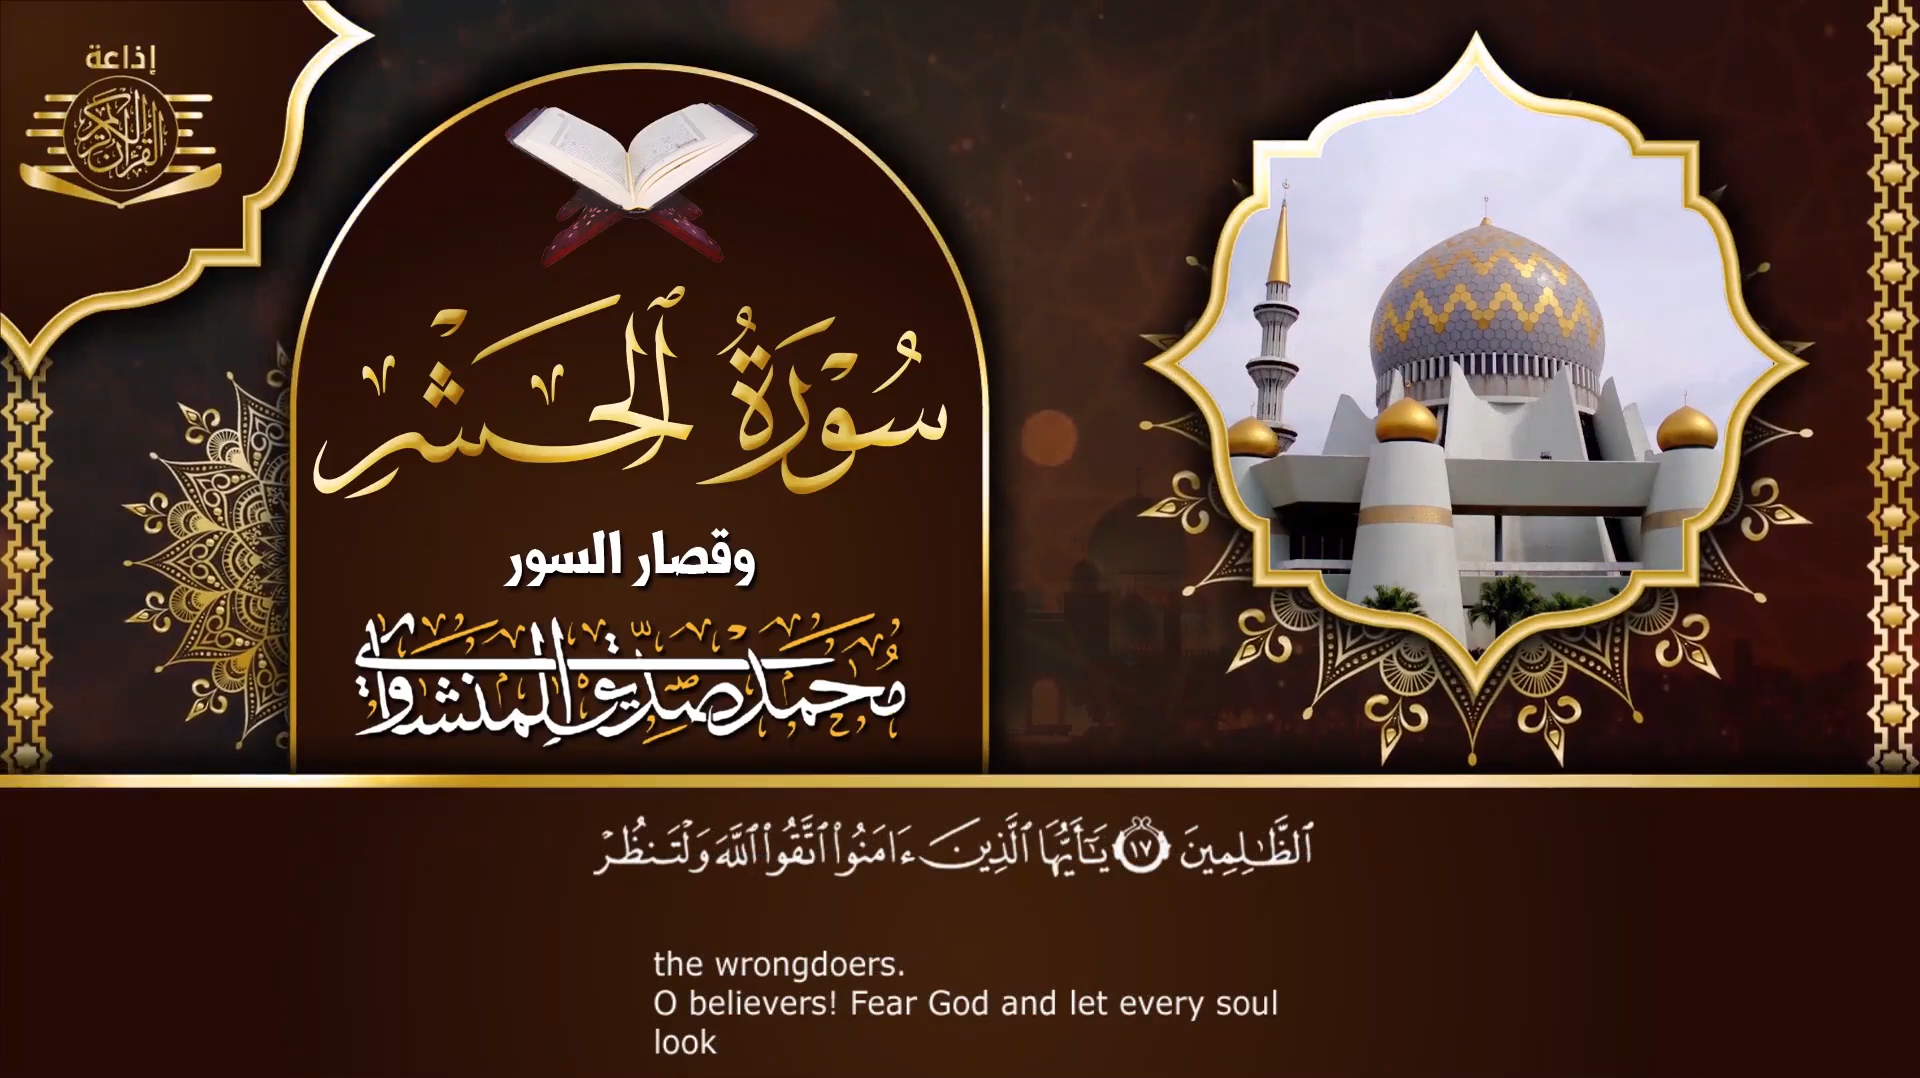 إذاعة
القرآن الكريم
سُورَةُ ٱلْحَشْرِ
وقصار السور
محمد صديق المنشاوي
ٱلظَّـٰلِمِينَ ١٧ يَـٰٓأَيُّهَا ٱلَّذِينَ ءَامَنُوا۟ ٱتَّقُوا۟ ٱللَّهَ وَلْتَنظُرْ
the wrongdoers.
O believers! Fear God and let every soul
look